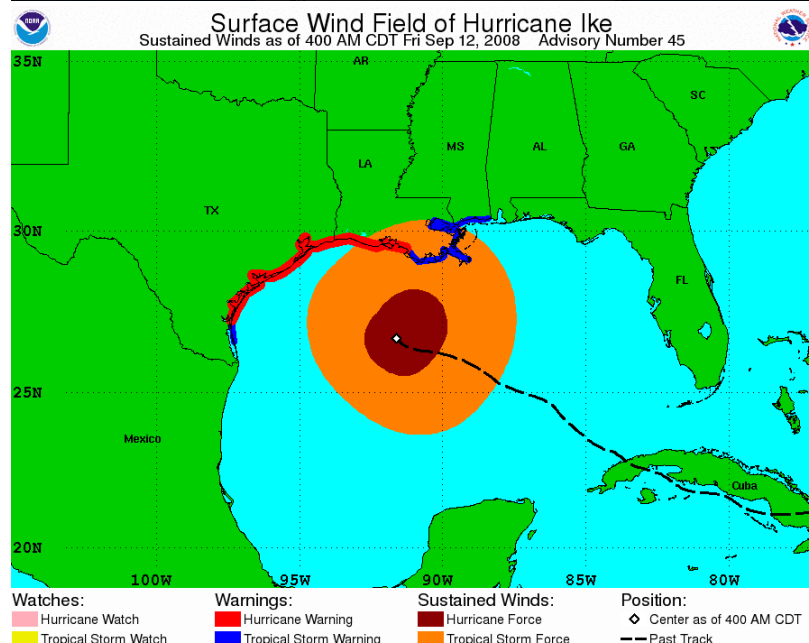 Surface Wind Field of Hurricane Ike
Sustained Winds as of 400 AM CDT Fri Sep 12, 2008 Advisory Number 45
NOAA
35N
AR
SC
MS
AL
GA
LA
TX
30N
FL
25N
Mexico
Cuba
20N
100W 95W 90W 85W 80W
Watches: Warnings: Sustained Winds: Position:
Hurricane Watch Hurricane Warning Hurricane Force Center as of 400 AM CDT
Tropical Storm Watch Tropical Storm Warning Tropical Storm Force Past Track